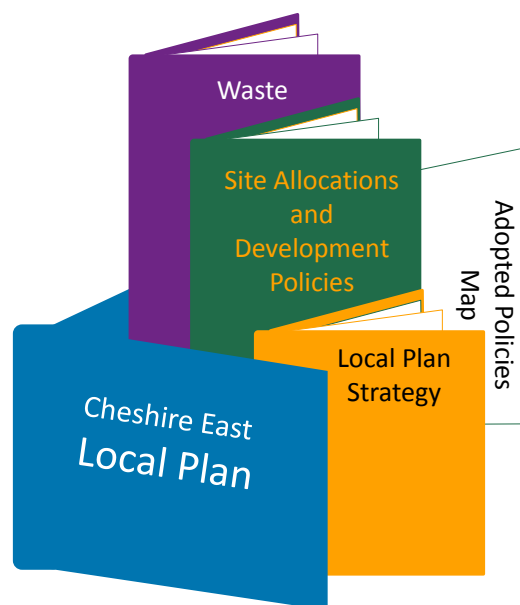 Waste
Site Allocations
and
Development
Policies
Adopted Policies
Map
Local Plan
Strategy
Cheshire East
Local Plan